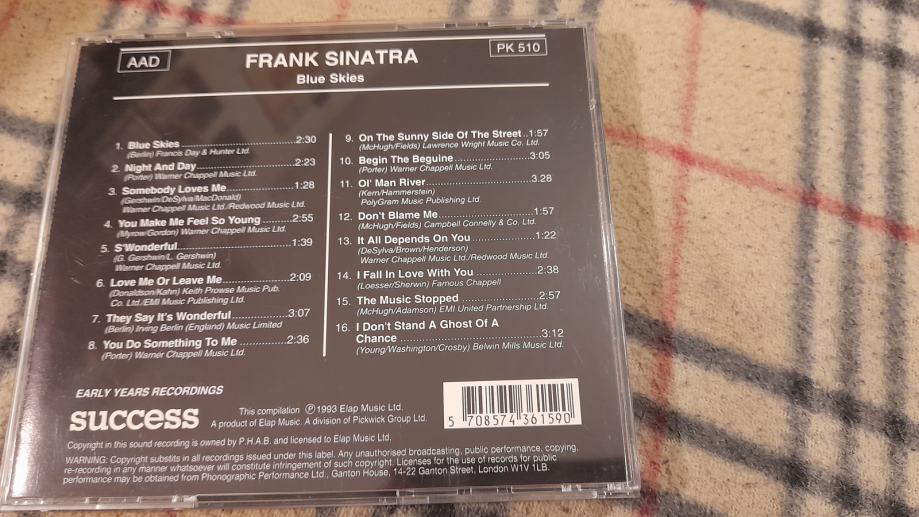 AAD
FRANK SINATRA
PK 510
Blue Skies
1. Blue Skies ........................2:30
(Berlin) Francis Day & Hunter Ltd.
2. Night And Day........................2:23
(Porter) Warner Chappell Music Ltd.
3. Somebody Loves Me..................1:28
(Gershwin/DeSylva/MacDonald)
Warner Chappell Music Ltd./Redwood Music Ltd.
4. You Make Me Feel So Young .......2:55
(Myrow/Gordon) Warner Chappell Music Ltd.
5. S'Wonderful........................1:39
(G. Gershwin/I. Gershwin)
Warner Chappell Music Ltd.
6. Love Me Or Leave Me..................2:09
(Donaldson/Kahn) Keith Prowse Music Pub.
Co. Ltd./EMI Music Publishing Ltd.
7. They Say It's Wonderful..............3:07
(Berlin) Irving Berlin (England) Music Limited
8. You Do Something To Me ..............2:36
(Porter) Warner Chappell Music Ltd.
9. On The Sunny Side Of The Street..1:57
(McHugh/Fields) Lawrence Wright Music Co. Ltd.
10. Begin The Beguine..................3:05
(Porter) Warner Chappell Music Ltd.
11. Ol' Man River........................3.28
(Kern/Hammerstein)
PolyGram Music Publishing Ltd.
12. Don't Blame Me........................1:57
(McHugh/Fields) Campbell Connelly & Co. Ltd.
13. It All Depends On You ..............1:22
(DeSylva/Brown/Henderson)
Warner Chappell Music Ltd./Redwood Music Ltd.
14. I Fall In Love With You ..............2:38
(Loesser/Sherwin) Famous Chappell
15. The Music Stopped ..................2:57
(McHugh/Adamson) EMI United Partnership Ltd.
16. I Don't Stand A Ghost Of A
Chance ........................3:12
(Young/Washington/Crosby) Belwin Mills Music Ltd.
EARLY YEARS RECORDINGS
success
This compilation ℗ 1993 Elap Music Ltd.
A product of Elap Music. A division of Pickwick Group Ltd.
5 708574 361590
Copyright in this sound recording is owned by P.H.A.B. and licensed to Elap Music Ltd.
WARNING: Copyright substits in all recordings issued under this label. Any unauthorised broadcasting, public performance, copying,
re-recording in any manner whatsoever will constitute infringement of such copyright. Licenses for the use of records for public
performance may be obtained from Phonographic Performance Ltd., Ganton House, 14-22 Ganton Street, London W1V 1LB.